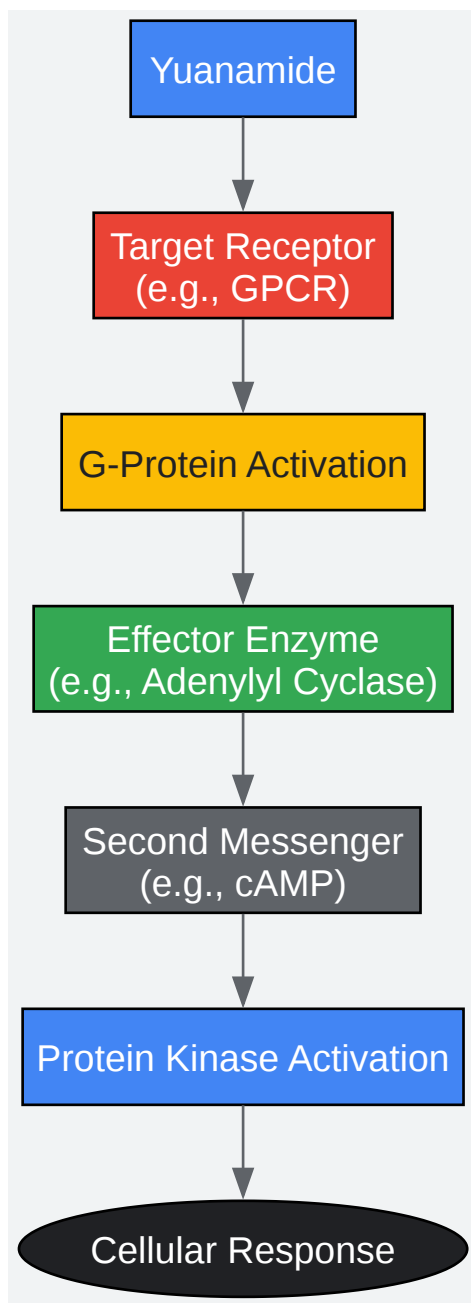 Yuanamide
Target Receptor
(e.g., GPCR)
G-Protein Activation
Effector Enzyme
(e.g., Adenylyl Cyclase)
Second Messenger
(e.g., cAMP)
Protein Kinase Activation
Cellular Response